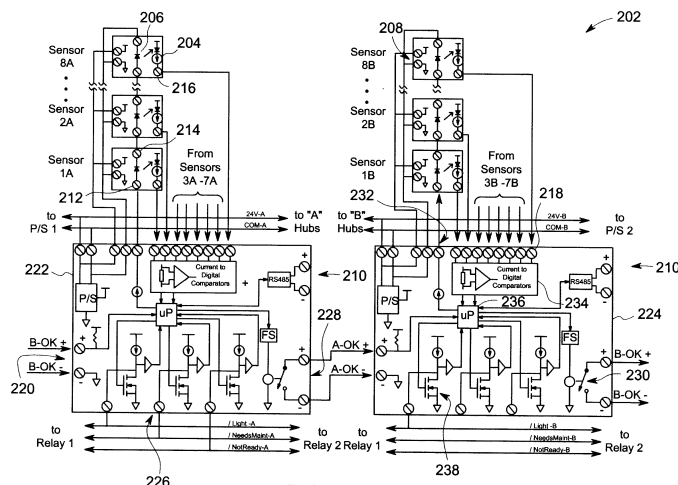 202
206
204
Sensor 8A
216
Sensor 2A
214
Sensor 1A
212
From Sensors 3A -7A
208
Sensor 8B
Sensor 2B
Sensor 1B
232
From Sensors 3B -7B
218
to P/S 1
24V-A
COM-A
to "A" Hubs
to "B" Hubs
24V-B
COM-B
to P/S 2
222
P/S
Current to Digital Comparators
+
RS485
+
-
210
uP
FS
228
B-OK +
220
B-OK -
+
-
+
-
A-OK +
A-OK -
P/S
Current to Digital Comparators
234
RS485
+
-
210
224
uP
236
FS
+
-
+
-
B-OK +
230
B-OK -
238
to Relay 1
/ Light -A
/ NeedsMaint-A
/ NotReady-A
to Relay 2
226
to Relay 1
/ Light -B
/ NeedsMaint-B
/ NotReady-B
to Relay 2